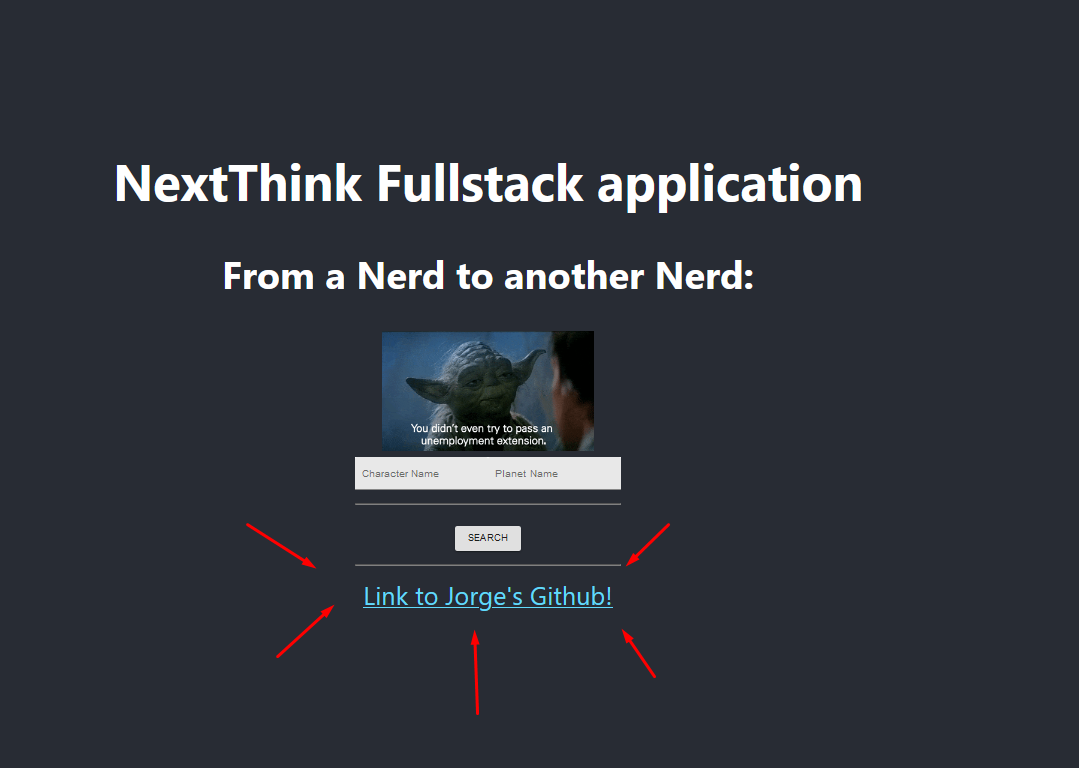 NextThink Fullstack application
From a Nerd to another Nerd:
You didn't even try to pass an
unemployment extension.
Character Name Planet Name
SEARCH
Link to Jorge's Github!